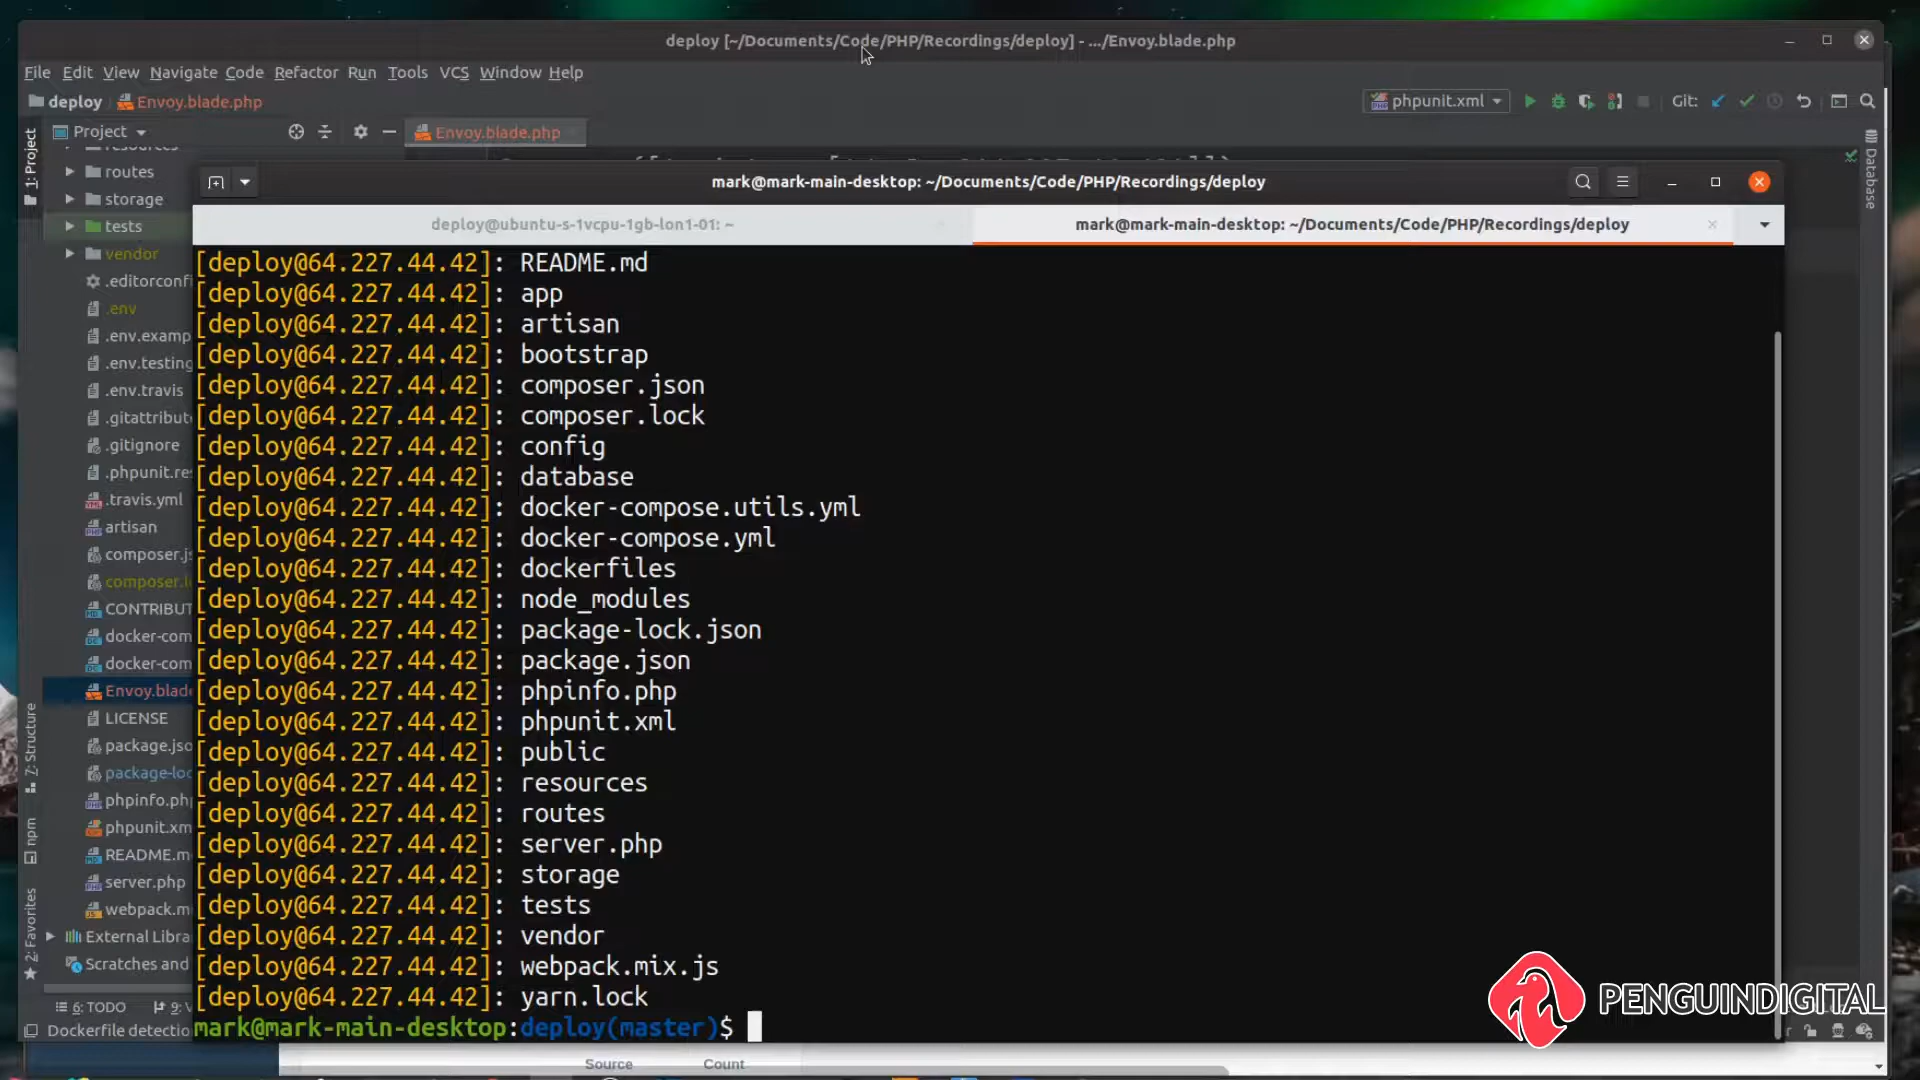 deploy [~/Documents/Code/PHP/Recordings/deploy] - .../Envoy.blade.php
File Edit View Navigate Code Refactor Run Tools VCS Window Help
deploy Envoy.blade.php phpunit.xml Git:
Project Envoy.blade.php
1: Project
Database
resources
routes
storage
tests
vendor
.editorconfi
.env
.env.examp
.env.testing
.env.travis
.gitattribut
.gitignore
.phpunit.res
.travis.yml
artisan
composer.js
composer.l
CONTRIBUT
docker-com
docker-com
Envoy.blade
LICENSE
package.jso
package-loc
phpinfo.php
phpunit.xm
README.m
server.php
webpack.mi
External Libra
Scratches and
7: Structure
npm
2: Favorites
6: TODO 9: V
Dockerfile detectio
mark@mark-main-desktop: ~/Documents/Code/PHP/Recordings/deploy
deploy@ubuntu-s-1vcpu-1gb-lon1-01: ~
mark@mark-main-desktop: ~/Documents/Code/PHP/Recordings/deploy
[deploy@64.227.44.42]: README.md
[deploy@64.227.44.42]: app
[deploy@64.227.44.42]: artisan
[deploy@64.227.44.42]: bootstrap
[deploy@64.227.44.42]: composer.json
[deploy@64.227.44.42]: composer.lock
[deploy@64.227.44.42]: config
[deploy@64.227.44.42]: database
[deploy@64.227.44.42]: docker-compose.utils.yml
[deploy@64.227.44.42]: docker-compose.yml
[deploy@64.227.44.42]: dockerfiles
[deploy@64.227.44.42]: node_modules
[deploy@64.227.44.42]: package-lock.json
[deploy@64.227.44.42]: package.json
[deploy@64.227.44.42]: phpinfo.php
[deploy@64.227.44.42]: phpunit.xml
[deploy@64.227.44.42]: public
[deploy@64.227.44.42]: resources
[deploy@64.227.44.42]: routes
[deploy@64.227.44.42]: server.php
[deploy@64.227.44.42]: storage
[deploy@64.227.44.42]: tests
[deploy@64.227.44.42]: vendor
[deploy@64.227.44.42]: webpack.mix.js
[deploy@64.227.44.42]: yarn.lock
mark@mark-main-desktop:deploy(master)$
PENGUINDIGITAL
Source Count